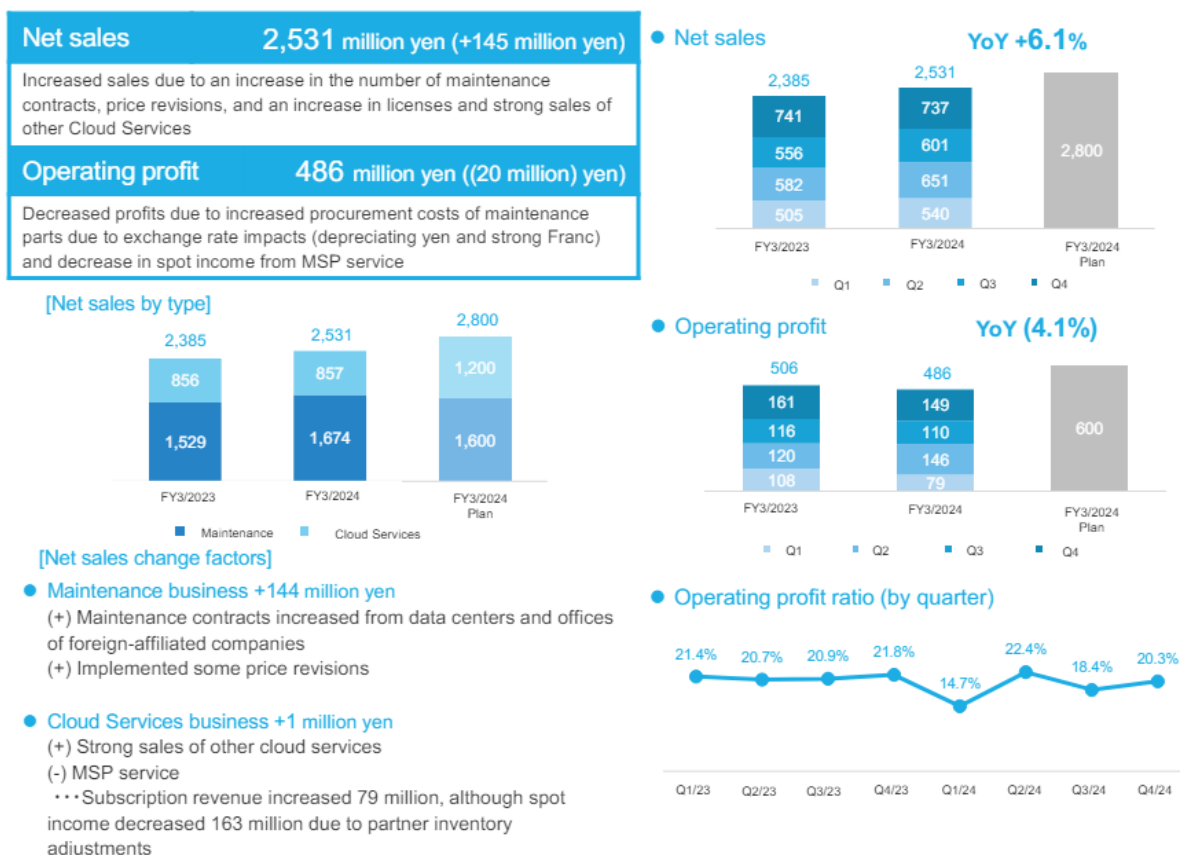 Net sales 2,531 million yen (+145 million yen)
Increased sales due to an increase in the number of maintenance
contracts, price revisions, and an increase in licenses and strong sales of
other Cloud Services
Operating profit 486 million yen ((20 million) yen)
Decreased profits due to increased procurement costs of maintenance
parts due to exchange rate impacts (depreciating yen and strong Franc)
and decrease in spot income from MSP service
[Net sales by type]
2,385 2,531 2,800
856 857 1,200
1,529 1,674 1,600
FY3/2023 FY3/2024 FY3/2024
Plan
Maintenance Cloud Services
[Net sales change factors]
● Maintenance business +144 million yen
(+) Maintenance contracts increased from data centers and offices
of foreign-affiliated companies
(+) Implemented some price revisions
● Cloud Services business +1 million yen
(+) Strong sales of other cloud services
(-) MSP service
･･･Subscription revenue increased 79 million, although spot
income decreased 163 million due to partner inventory
adjustments
● Net sales YoY +6.1%
2,385 2,531
741 737 2,800
556 601
582 651
505 540
FY3/2023 FY3/2024 FY3/2024
Plan
Q1 Q2 Q3 Q4
● Operating profit YoY (4.1%)
506 486
161 149 600
116 110
120 146
108 79
FY3/2023 FY3/2024 FY3/2024
Plan
Q1 Q2 Q3 Q4
● Operating profit ratio (by quarter)
21.4% 20.7% 20.9% 21.8% 14.7% 22.4% 18.4% 20.3%
Q1/23 Q2/23 Q3/23 Q4/23 Q1/24 Q2/24 Q3/24 Q4/24